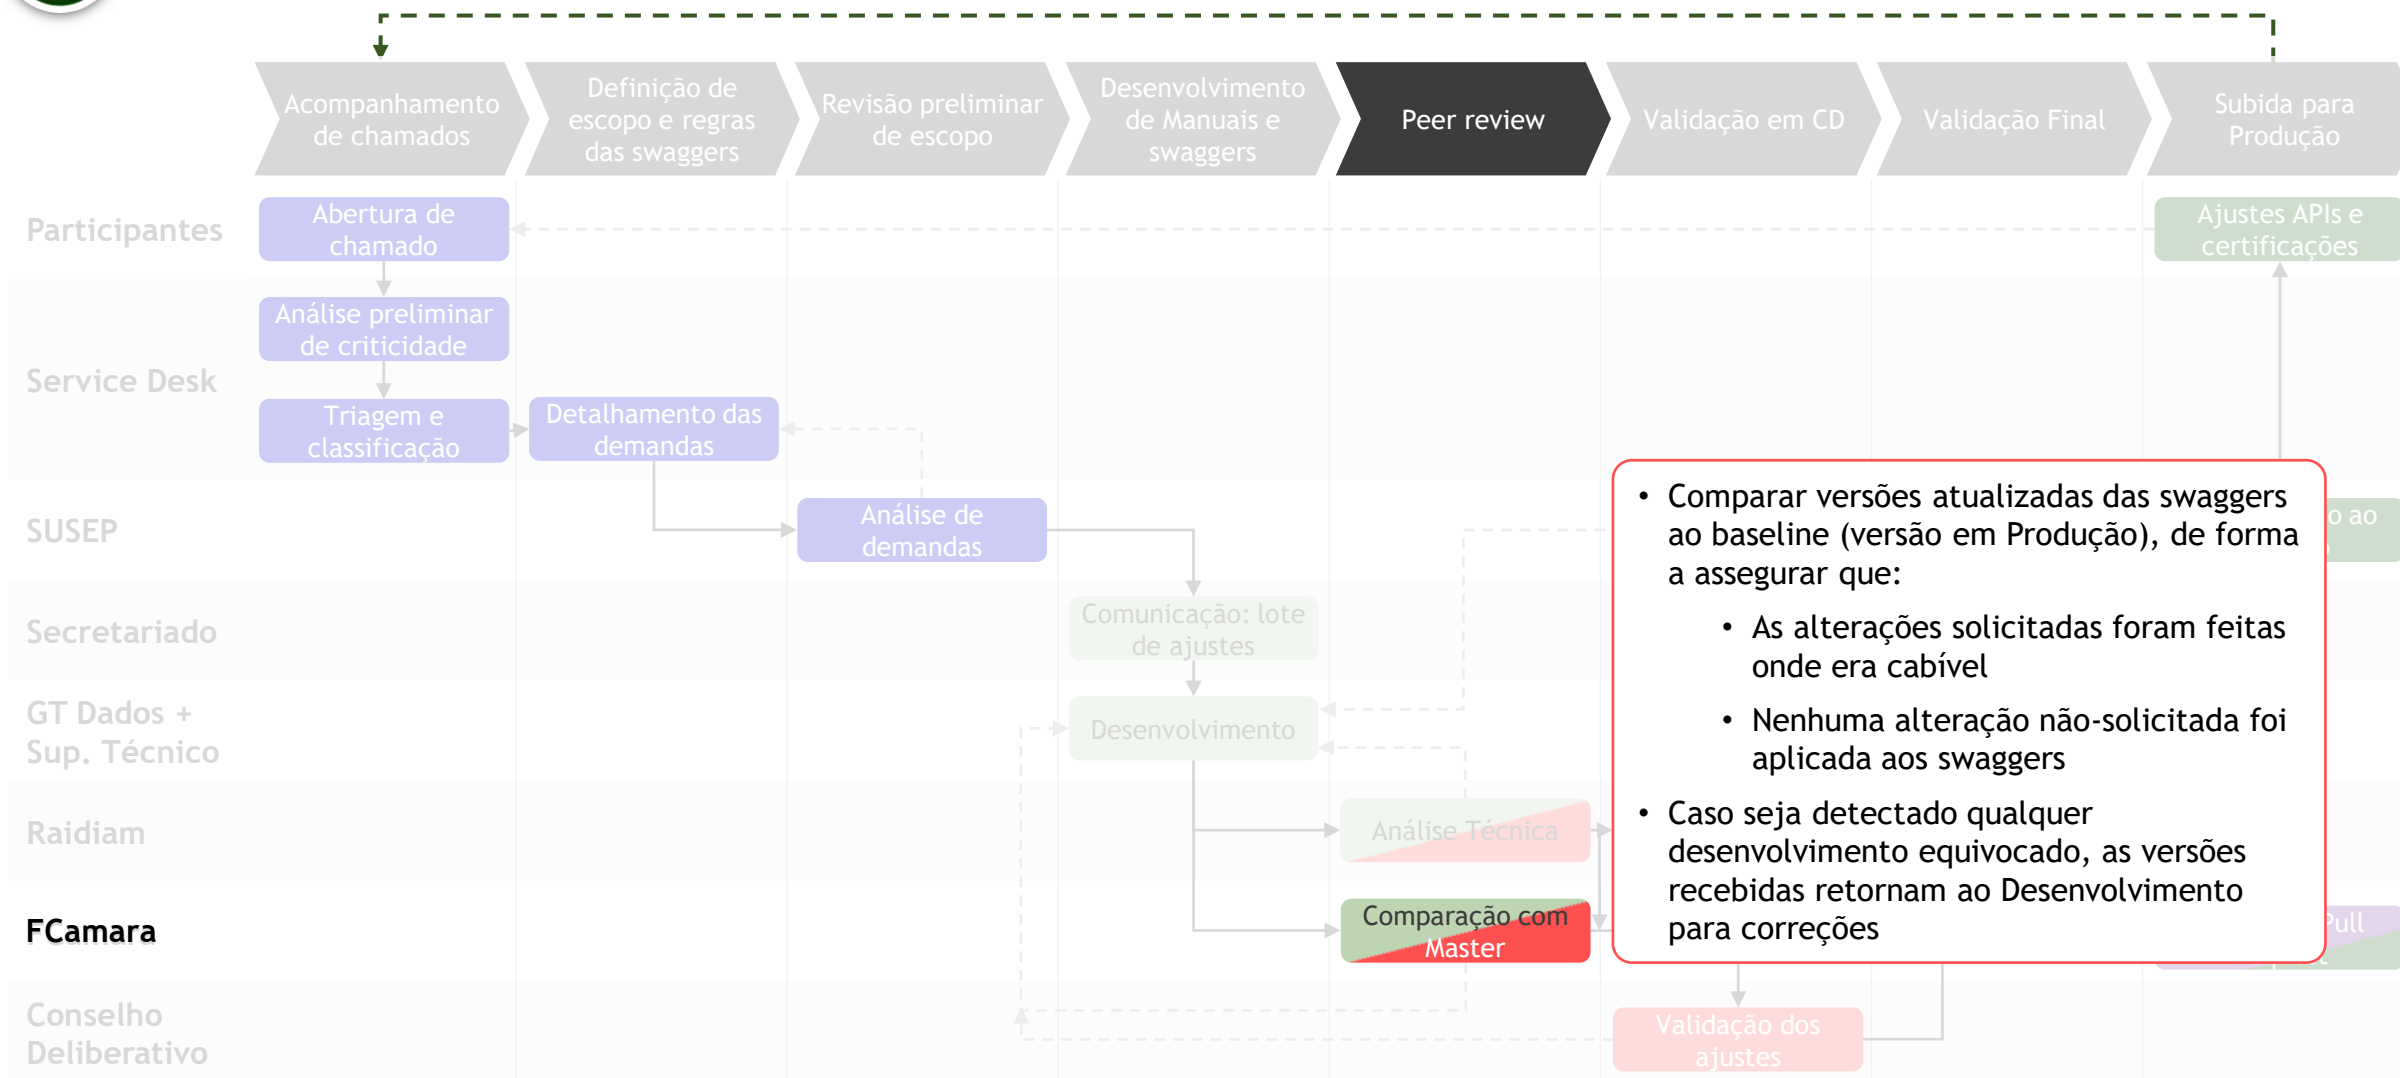 Acompanhamento
de chamados
Definição de
escopo e regras
das swaggers
Revisão preliminar
de escopo
Desenvolvimento
de Manuais e
swaggers
Peer review
Validação em CD
Validação Final
Subida para
Produção
Participantes
Abertura de
chamado
Ajustes APIs e
certificações
Service Desk
Análise preliminar
de criticidade
Triagem e
classificação
Detalhamento das
demandas
SUSEP
Análise de
demandas
o ao
Secretariado
Comunicação: lote
de ajustes
GT Dados +
Sup. Técnico
Desenvolvimento
Raidiam
Análise Técnica
FCamara
Comparação com
Master
Pull
• Comparar versões atualizadas das swaggers
ao baseline (versão em Produção), de forma
a assegurar que:
• As alterações solicitadas foram feitas
onde era cabível
• Nenhuma alteração não-solicitada foi
aplicada aos swaggers
• Caso seja detectado qualquer
desenvolvimento equivocado, as versões
recebidas retornam ao Desenvolvimento
para correções
Conselho
Deliberativo
Validação dos
ajustes